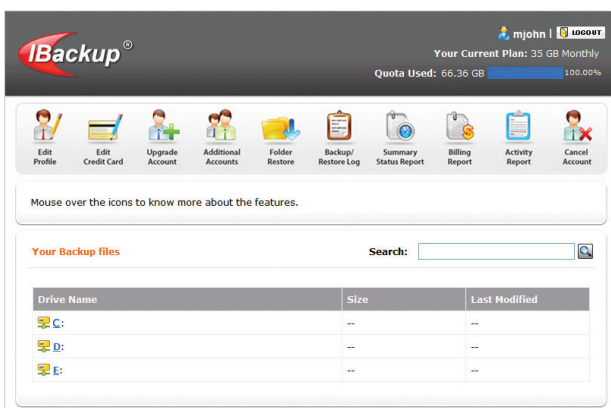 IBackup®
mjohn | LOGOUT
Your Current Plan: 35 GB Monthly
Quota Used: 66.36 GB 100.00%
Edit Profile
Edit Credit Card
Upgrade Account
Additional Accounts
Folder Restore
Backup/ Restore Log
Summary Status Report
Billing Report
Activity Report
Cancel Account
Mouse over the icons to know more about the features.
Your Backup files Search:
Drive Name Size Last Modified
C: -- --
D: -- --
E: -- --